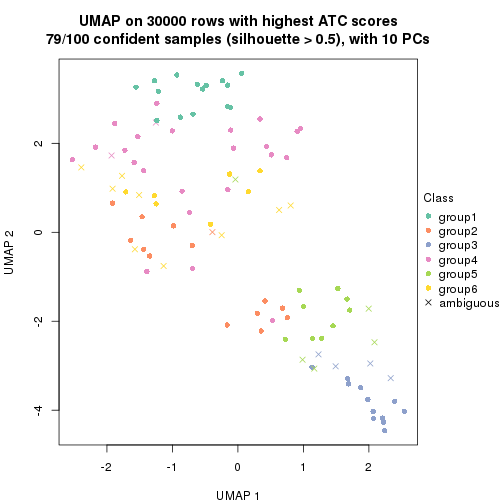 UMAP on 30000 rows with highest ATC scores
79/100 confident samples (silhouette > 0.5), with 10 PCs
UMAP 2
2
0
-2
-4
-2
-1
0
1
2
UMAP 1
Class
group1
group2
group3
group4
group5
group6
ambiguous